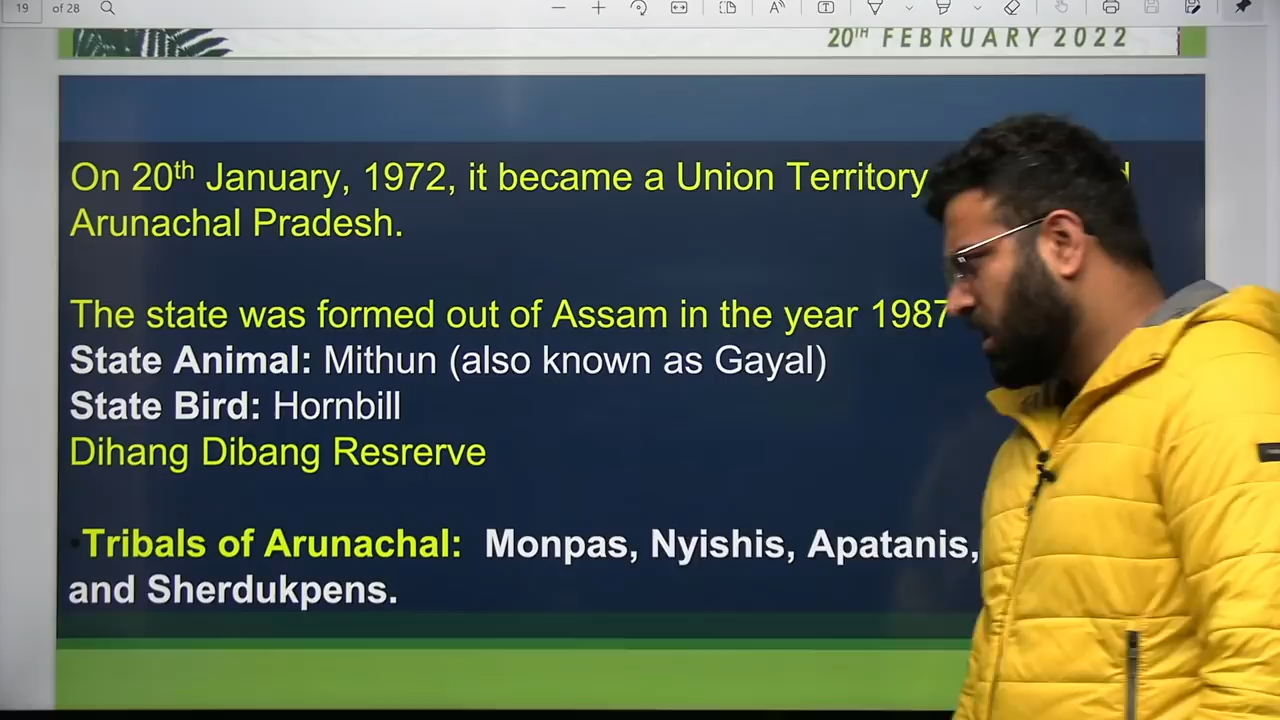 19 of 28
20TH FEBRUARY 2022
On 20th January, 1972, it became a Union Territory
Arunachal Pradesh.
The state was formed out of Assam in the year 1987
State Animal: Mithun (also known as Gayal)
State Bird: Hornbill
Dihang Dibang Resrerve
Tribals of Arunachal: Monpas, Nyishis, Apatanis,
and Sherdukpens.